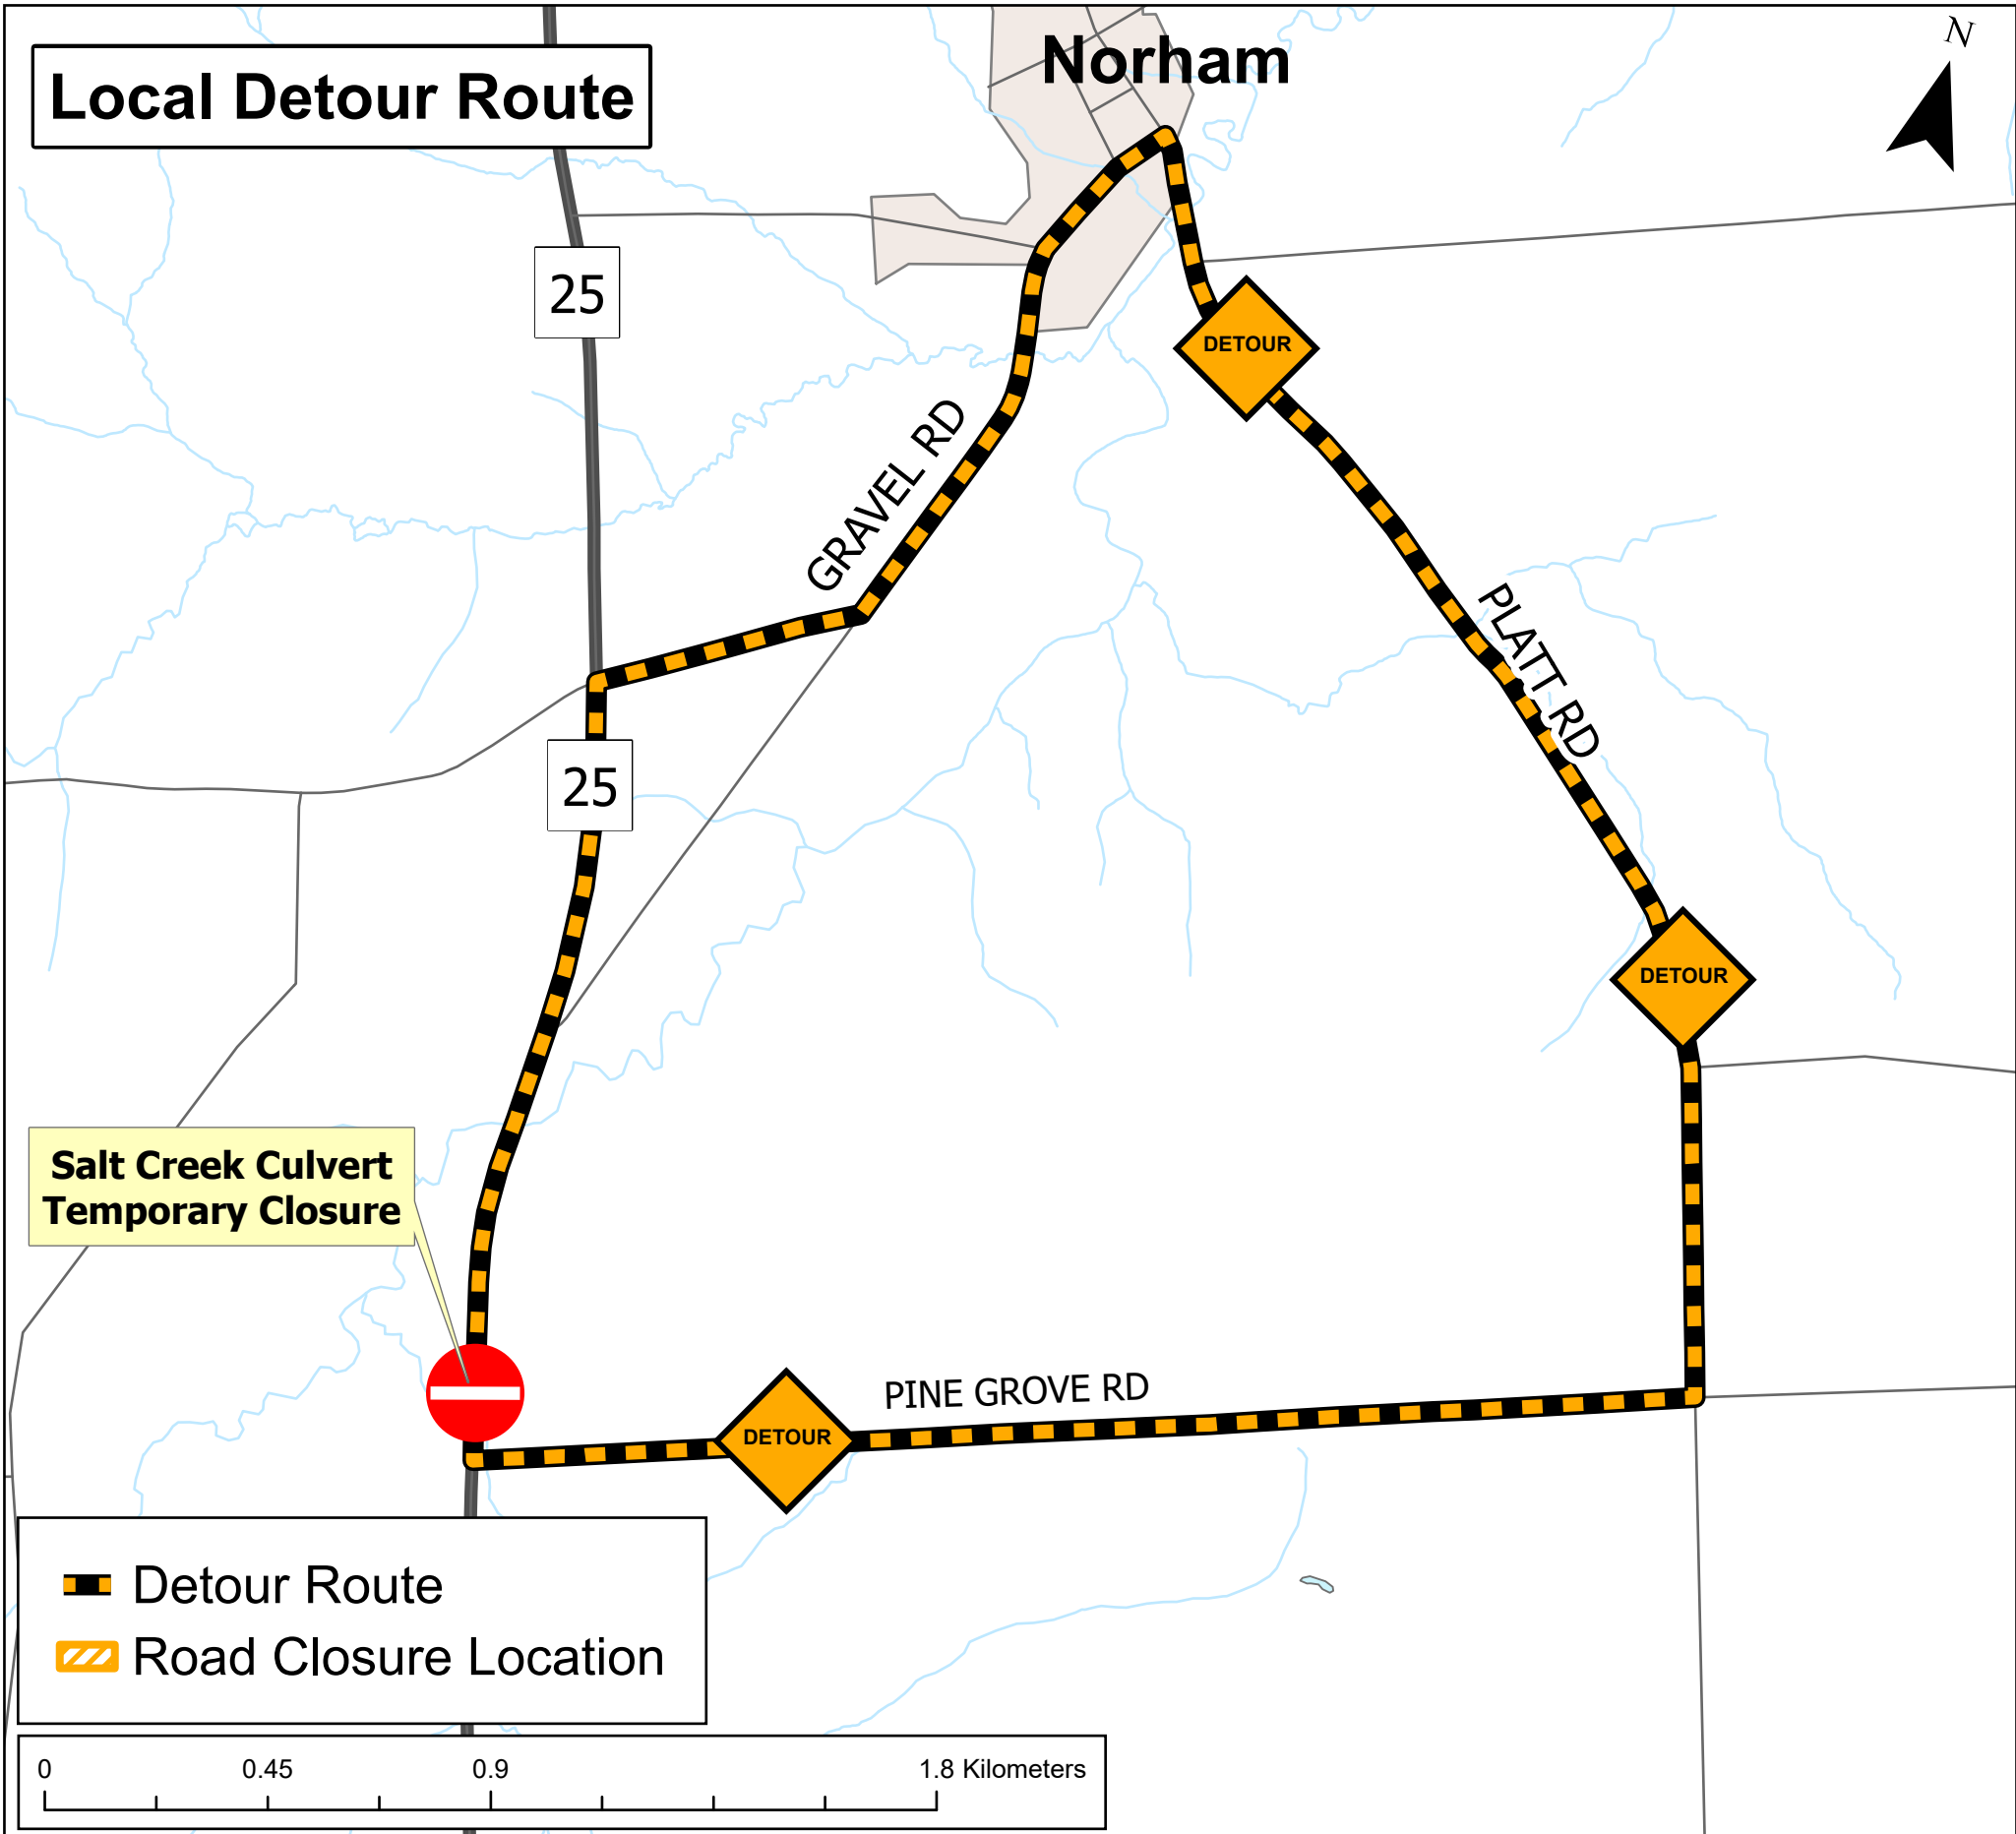 Local Detour Route
Norham
N
25
DETOUR
GRAVEL RD
PLATT RD
25
DETOUR
Salt Creek Culvert
Temporary Closure
PINE GROVE RD
DETOUR
Detour Route
Road Closure Location
0 0.45 0.9 1.8 Kilometers